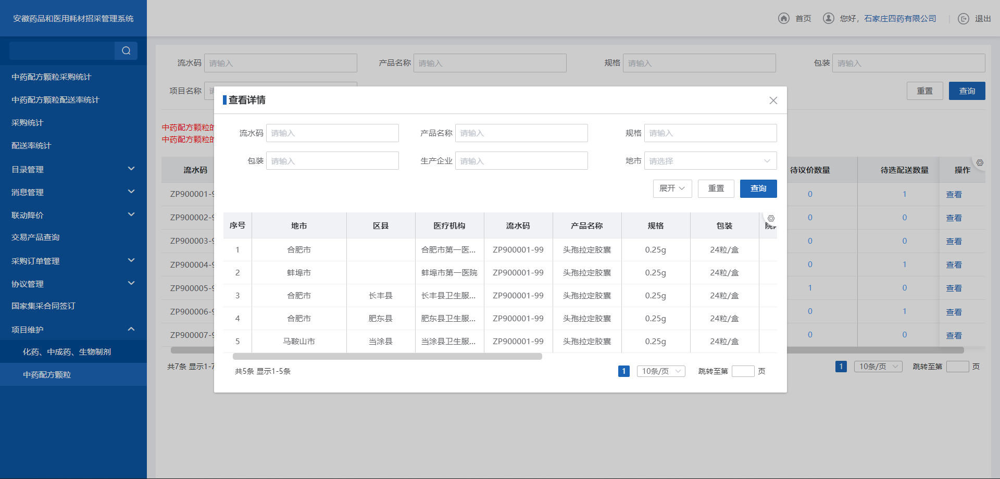 安徽药品和医用耗材招采管理系统
首页
您好，石家庄四药有限公司
退出
中药配方颗粒采购统计
中药配方颗粒配送率统计
采购统计
配送率统计
目录管理
消息管理
联动降价
交易产品查询
采购订单管理
协议管理
国家集采合同签订
项目维护
化药、中成药、生物制剂
中药配方颗粒
流水码 请输入 产品名称 请输入 规格 请输入 包装 请输入
项目名称 重置 查询
中药配方颗粒的
中药配方颗粒的
流水码 待议价数量 待选配送数量 操作
ZP900001-9 0 1 查看
ZP900002-9 0 0 查看
ZP900003-9 0 0 查看
ZP900004-9 0 1 查看
ZP900005-9 1 0 查看
ZP900006-9 0 1 查看
ZP900007-9 0 0 查看
共7条 显示1-7 1 10条/页 跳转至第 页
查看详情
流水码 请输入 产品名称 请输入 规格 请输入
包装 请输入 生产企业 请输入 地市 请选择
展开 重置 查询
序号 地市 区县 医疗机构 流水码 产品名称 规格 包装
1 合肥市 合肥市第一医... ZP900001-99 头孢拉定胶囊 0.25g 24粒/盒
2 蚌埠市 蚌埠市第一医院 ZP900001-99 头孢拉定胶囊 0.25g 24粒/盒
3 合肥市 长丰县 长丰县卫生服... ZP900001-99 头孢拉定胶囊 0.25g 24粒/盒
4 合肥市 肥东县 肥东县卫生服... ZP900001-99 头孢拉定胶囊 0.25g 24粒/盒
5 马鞍山市 当涂县 当涂县卫生服... ZP900001-99 头孢拉定胶囊 0.25g 24粒/盒
共5条 显示1-5条 1 10条/页 跳转至第 页